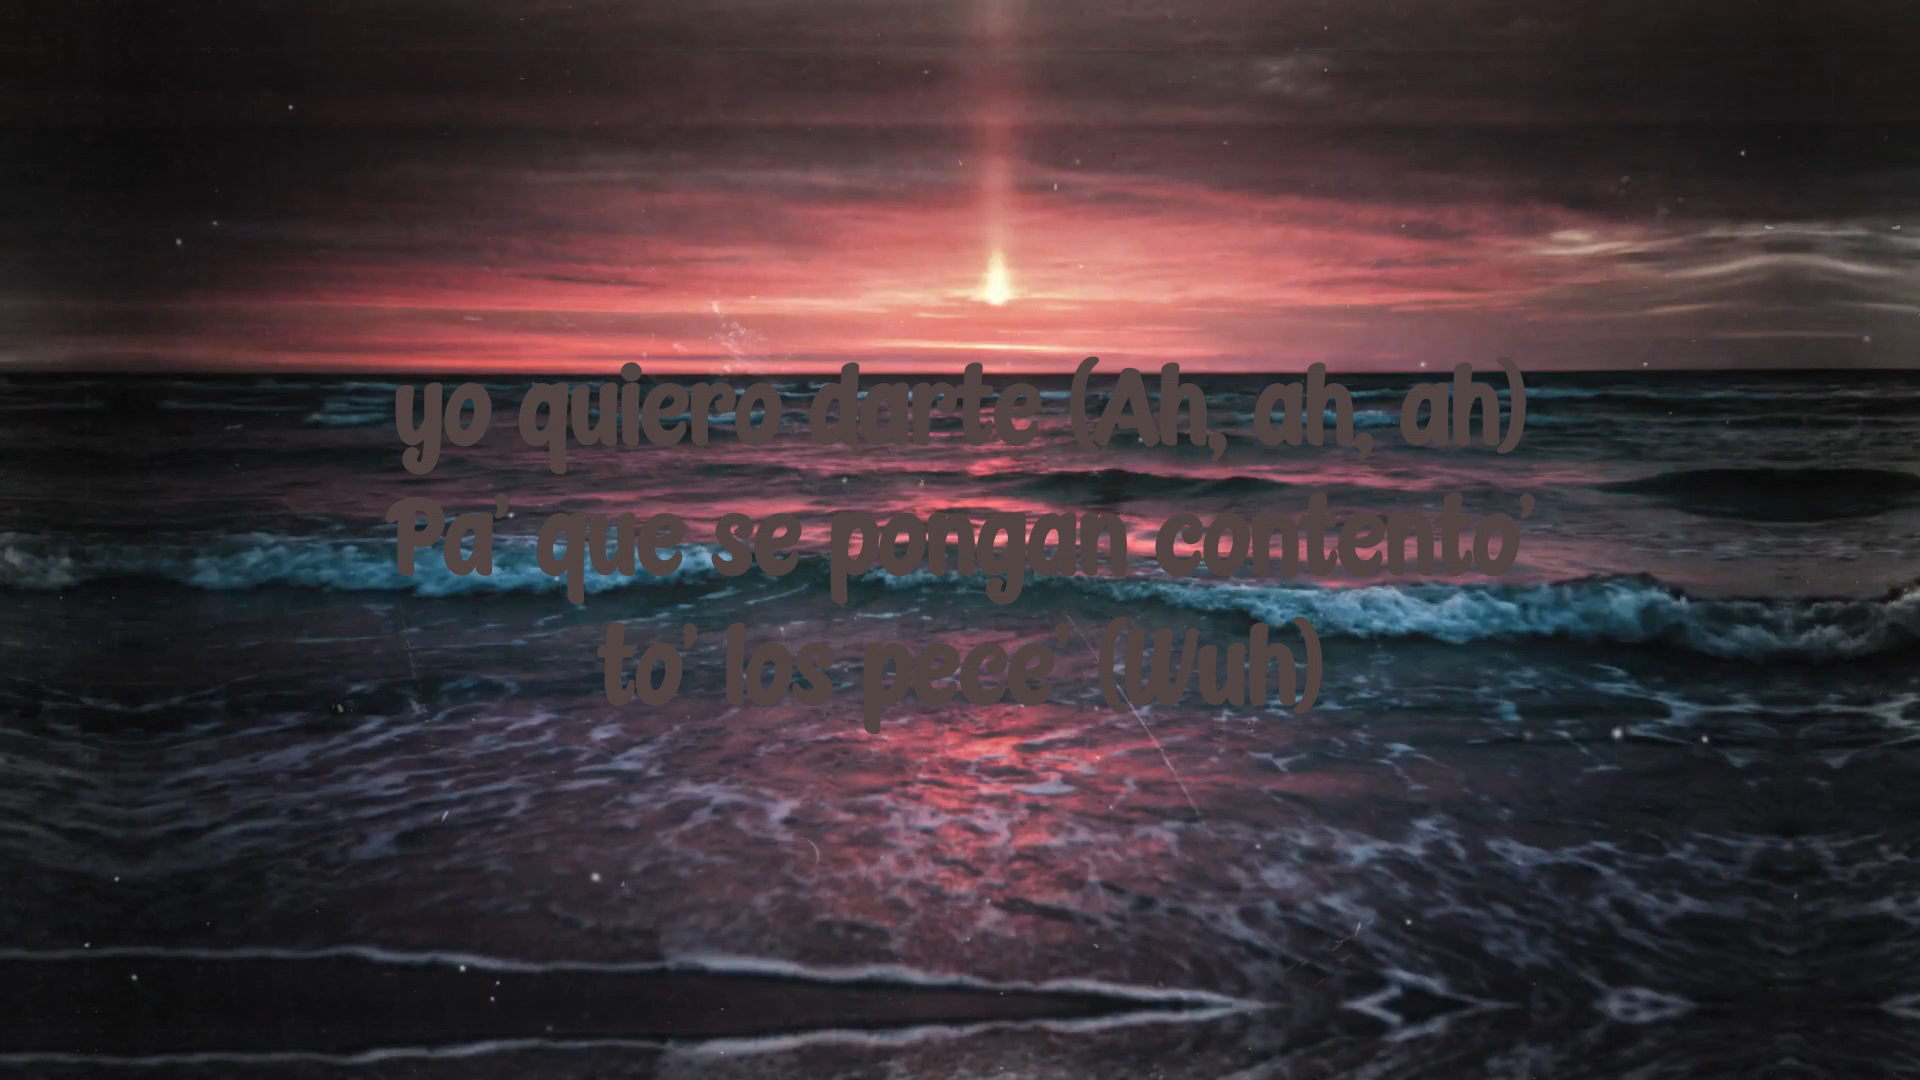 yo quiero darte (Ah, ah, ah)
Pa' que se pongan contento'
to' los pece' (Wuh)